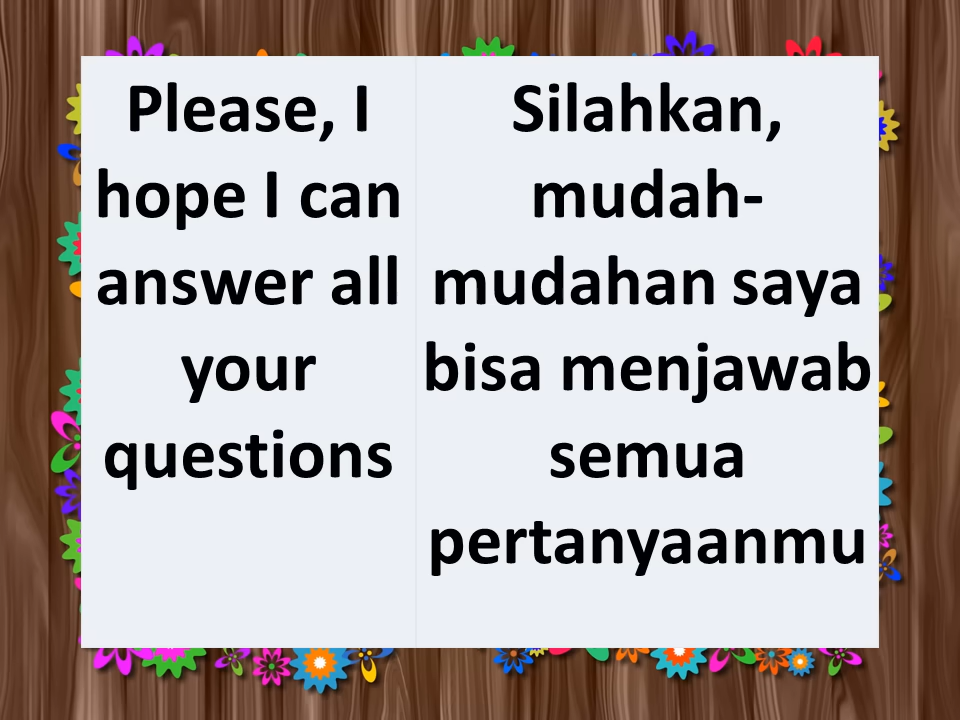 Please, I
hope I can
answer all
your
questions
Silahkan,
mudah-
mudahan saya
bisa menjawab
semua
pertanyaanmu